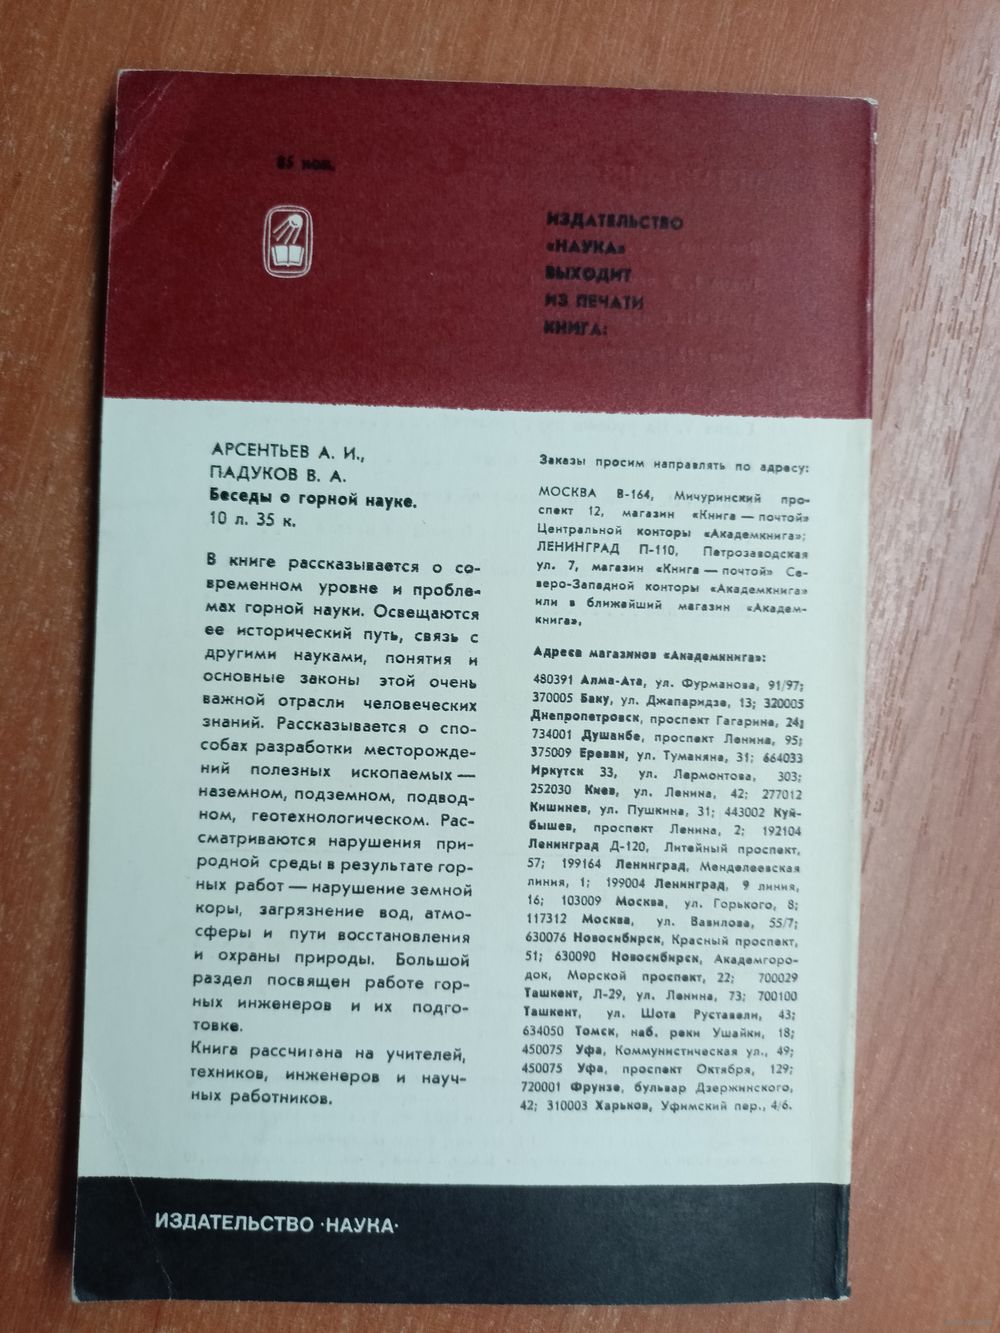 85 коп.
ИЗДАТЕЛЬСТВО
«НАУКА»
ВЫХОДИТ
ИЗ ПЕЧАТИ
КНИГА:
АРСЕНТЬЕВ А. И.,
ПАДУКОВ В. А.
Беседы о горной науке.
10 л. 35 к.
В книге рассказывается о со-
временном уровне и пробле-
мах горной науки. Освещаются
ее исторический путь, связь с
другими науками, понятия и
основные законы этой очень
важной отрасли человеческих
знаний. Рассказывается о спо-
собах разработки месторожде-
ний полезных ископаемых —
наземном, подземном, подвод-
ном, геотехнологическом. Рас-
сматриваются нарушения при-
родной среды в результате гор-
ных работ — нарушение земной
коры, загрязнение вод, атмо-
сферы и пути восстановления
и охраны природы. Большой
раздел посвящен работе гор-
ных инженеров и их подго-
товке.
Книга рассчитана на учителей,
техников, инженеров и науч-
ных работников.
Заказы просим направлять по адресу:
МОСКВА В-164, Мичуринский про-
спект 12, магазин «Книга — почтой»
Центральной конторы «Академкнига»;
ЛЕНИНГРАД П-110, Петрозаводская
ул. 7, магазин «Книга — почтой» Се-
веро-Западной конторы «Академкнига»
или в ближайший магазин «Академ-
книга»,
Адреса магазинов «Академкнига»:
480391 Алма-Ата, ул. Фурманова, 91/97;
370005 Баку, ул. Джапаридзе, 13; 320005
Днепропетровск, проспект Гагарина, 24;
734001 Душанбе, проспект Ленина, 95;
375009 Ереван, ул. Туманяна, 31; 664033
Иркутск 33, ул. Лермонтова, 303;
252030 Киев, ул. Ленина, 42; 277012
Кишинев, ул. Пушкина, 31; 443002 Куй-
бышев, проспект Ленина, 2; 192104
Ленинград Д-120, Литейный проспект,
57; 199164 Ленинград, Менделеевская
линия, 1; 199004 Ленинград, 9 линия,
16; 103009 Москва, ул. Горького, 8;
117312 Москва, ул. Вавилова, 55/7;
630076 Новосибирск, Красный проспект,
51; 630090 Новосибирск, Академгоро-
док, Морской проспект, 22; 700029
Ташкент, Л-29, ул. Ленина, 73; 700100
Ташкент, ул. Шота Руставели, 43;
634050 Томск, наб. реки Ушайки, 18;
450075 Уфа, Коммунистическая ул., 49;
450075 Уфа, проспект Октября, 129;
720001 Фрунзе, бульвар Дзержинского,
42; 310003 Харьков, Уфимский пер., 4/6.
ИЗДАТЕЛЬСТВО ·НАУКА·